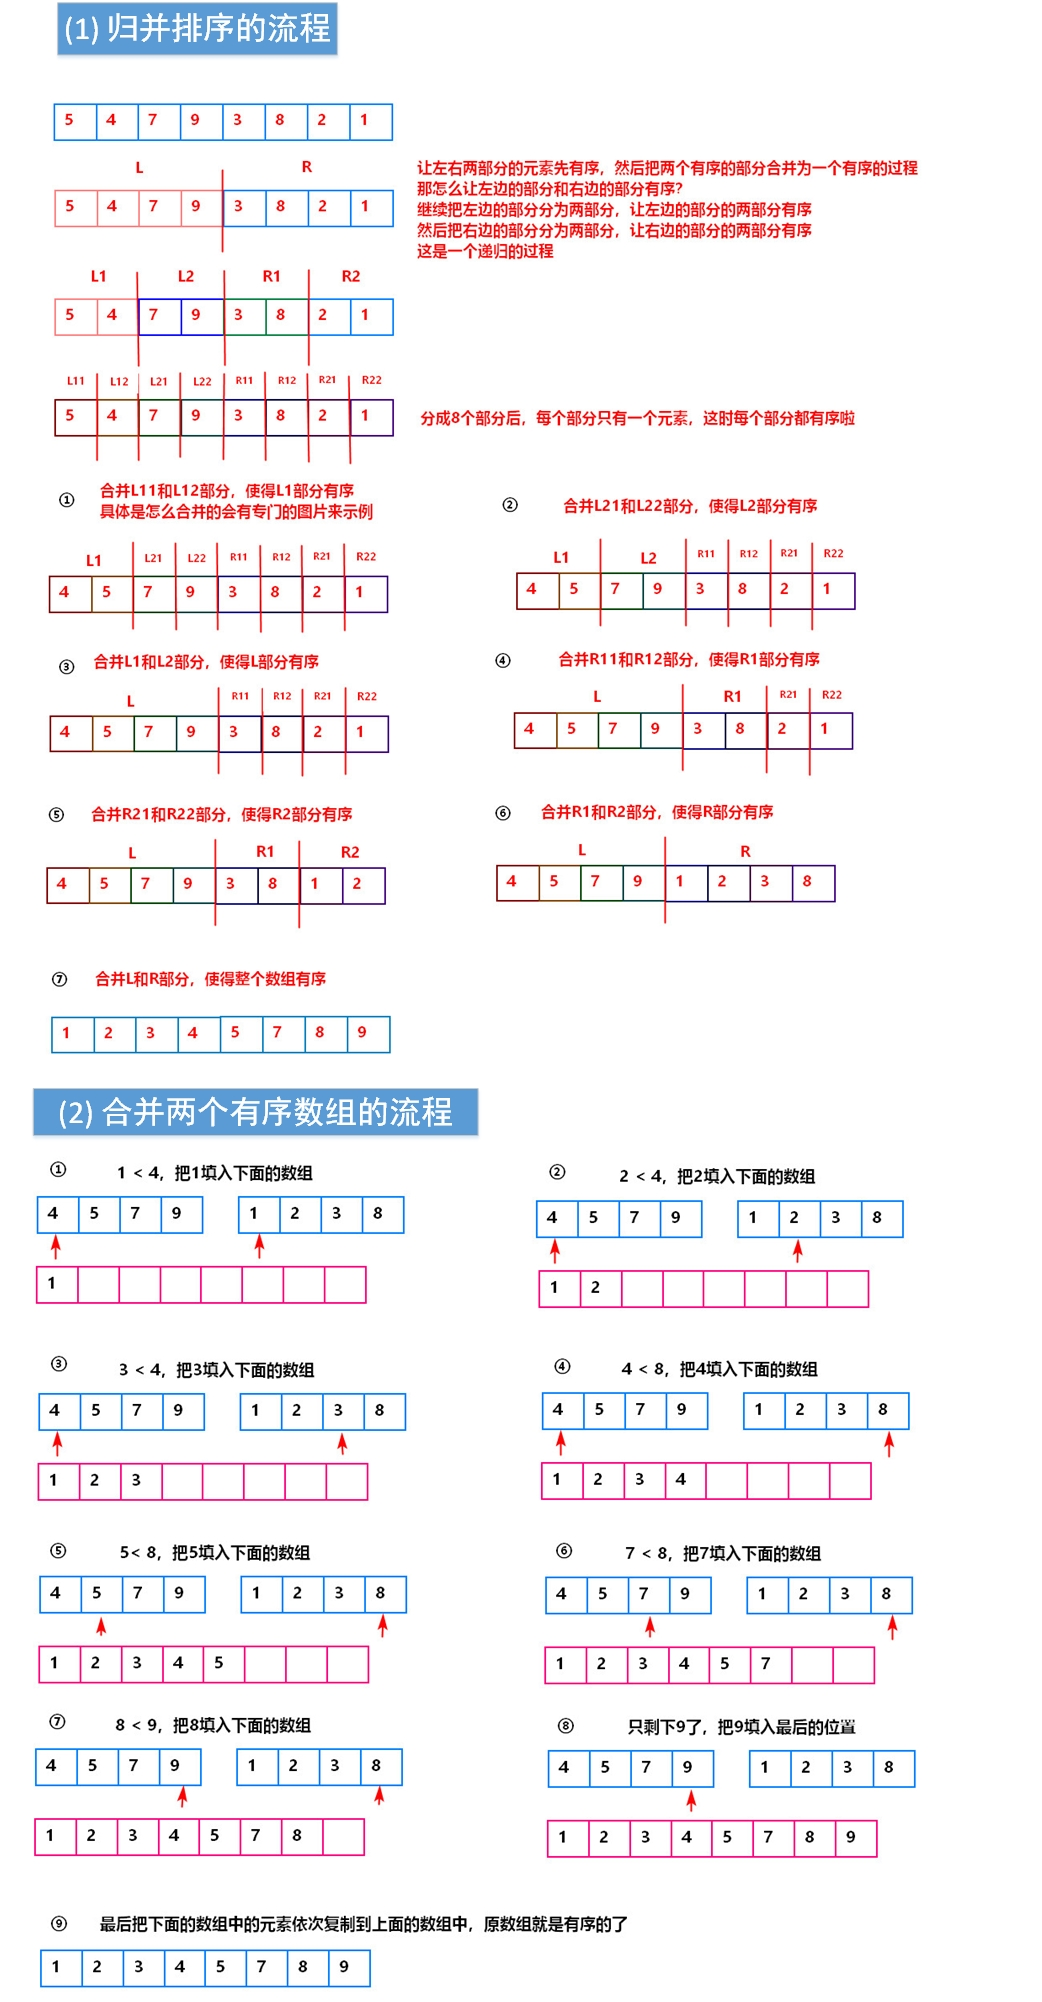 (1) 归并排序的流程
5 4 7 9 3 8 2 1
L R
5 4 7 9 3 8 2 1
让左右两部分的元素先有序，然后把两个有序的部分合并为一个有序的过程
那怎么让左边的部分和右边的部分有序?
继续把左边的部分分为两部分，让左边的部分的两部分有序
然后把右边的部分分为两部分，让右边的部分的两部分有序
这是一个递归的过程
L1 L2 R1 R2
5 4 7 9 3 8 2 1
L11 L12 L21 L22 R11 R12 R21 R22
5 4 7 9 3 8 2 1
分成8个部分后，每个部分只有一个元素，这时每个部分都有序啦
① 合并L11和L12部分，使得L1部分有序
具体是怎么合并的会有专门的图片来示例
L1 L21 L22 R11 R12 R21 R22
4 5 7 9 3 8 2 1
② 合并L21和L22部分，使得L2部分有序
L1 L2 R11 R12 R21 R22
4 5 7 9 3 8 2 1
③ 合并L1和L2部分，使得L部分有序
L R11 R12 R21 R22
4 5 7 9 3 8 2 1
④ 合并R11和R12部分，使得R1部分有序
L R1 R21 R22
4 5 7 9 3 8 2 1
⑤ 合并R21和R22部分，使得R2部分有序
L R1 R2
4 5 7 9 3 8 1 2
⑥ 合并R1和R2部分，使得R部分有序
L R
4 5 7 9 1 2 3 8
⑦ 合并L和R部分，使得整个数组有序
1 2 3 4 5 7 8 9
(2) 合并两个有序数组的流程
① 1 < 4，把1填入下面的数组
4 5 7 9 1 2 3 8
1
② 2 < 4，把2填入下面的数组
4 5 7 9 1 2 3 8
1 2
③ 3 < 4，把3填入下面的数组
4 5 7 9 1 2 3 8
1 2 3
④ 4 < 8，把4填入下面的数组
4 5 7 9 1 2 3 8
1 2 3 4
⑤ 5< 8，把5填入下面的数组
4 5 7 9 1 2 3 8
1 2 3 4 5
⑥ 7 < 8，把7填入下面的数组
4 5 7 9 1 2 3 8
1 2 3 4 5 7
⑦ 8 < 9，把8填入下面的数组
4 5 7 9 1 2 3 8
1 2 3 4 5 7 8
⑧ 只剩下9了，把9填入最后的位置
4 5 7 9 1 2 3 8
1 2 3 4 5 7 8 9
⑨ 最后把下面的数组中的元素依次复制到上面的数组中，原数组就是有序的了
1 2 3 4 5 7 8 9